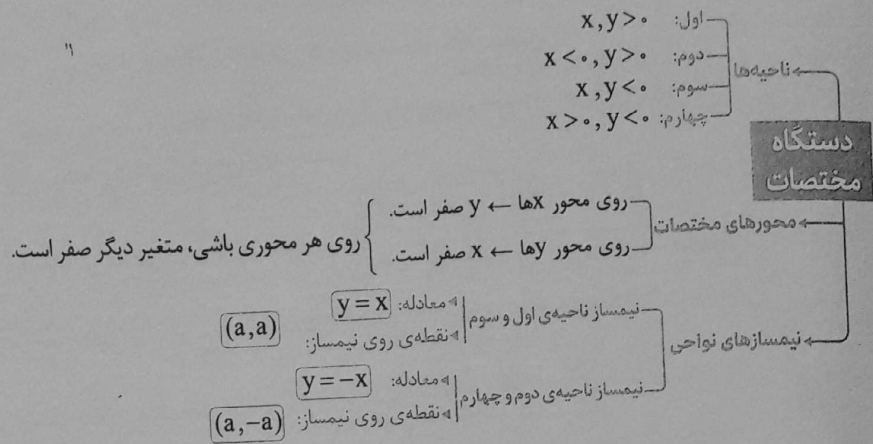 دستگاه
مختصات
ناحیه‌ها
اول: x , y > ۰
دوم: x < ۰ , y > ۰
سوم: x , y < ۰
چهارم: x > ۰ , y < ۰
محورهای مختصات
روی محور xها ← y صفر است.
روی محور yها ← x صفر است.
روی هر محوری باشی، متغیر دیگر صفر است.
نیمسازهای نواحی
نیمساز ناحیه‌ی اول و سوم
معادله: y = x
نقطه‌ی روی نیمساز: (a,a)
نیمساز ناحیه‌ی دوم و چهارم
معادله: y = −x
نقطه‌ی روی نیمساز: (a,−a)